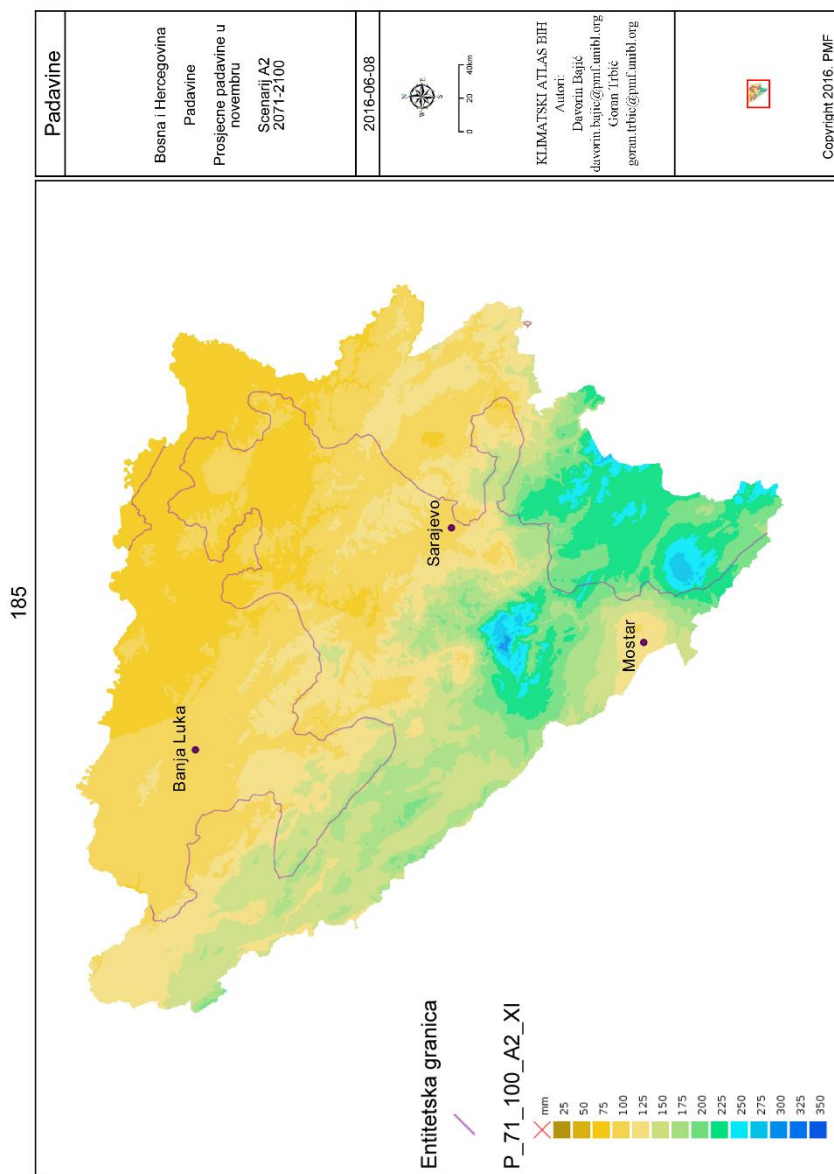 185
Padavine
Bosna i Hercegovina
Padavine
Prosjecne padavine u
novembru
Scenarij A2
2071-2100
2016-06-08
N
W
E
S
0 20 40km
KLIMATSKI ATLAS BIH
Autori:
Davorin Bajić
davorin.bajic@pmf.unibl.org
Goran Trbić
goran.trbic@pmf.unibl.org
Copyright 2016. PMF
Banja Luka
Sarajevo
Mostar
Entitetska granica
P_71_100_A2_XI
mm
25
50
75
100
125
150
175
200
225
250
275
300
325
350